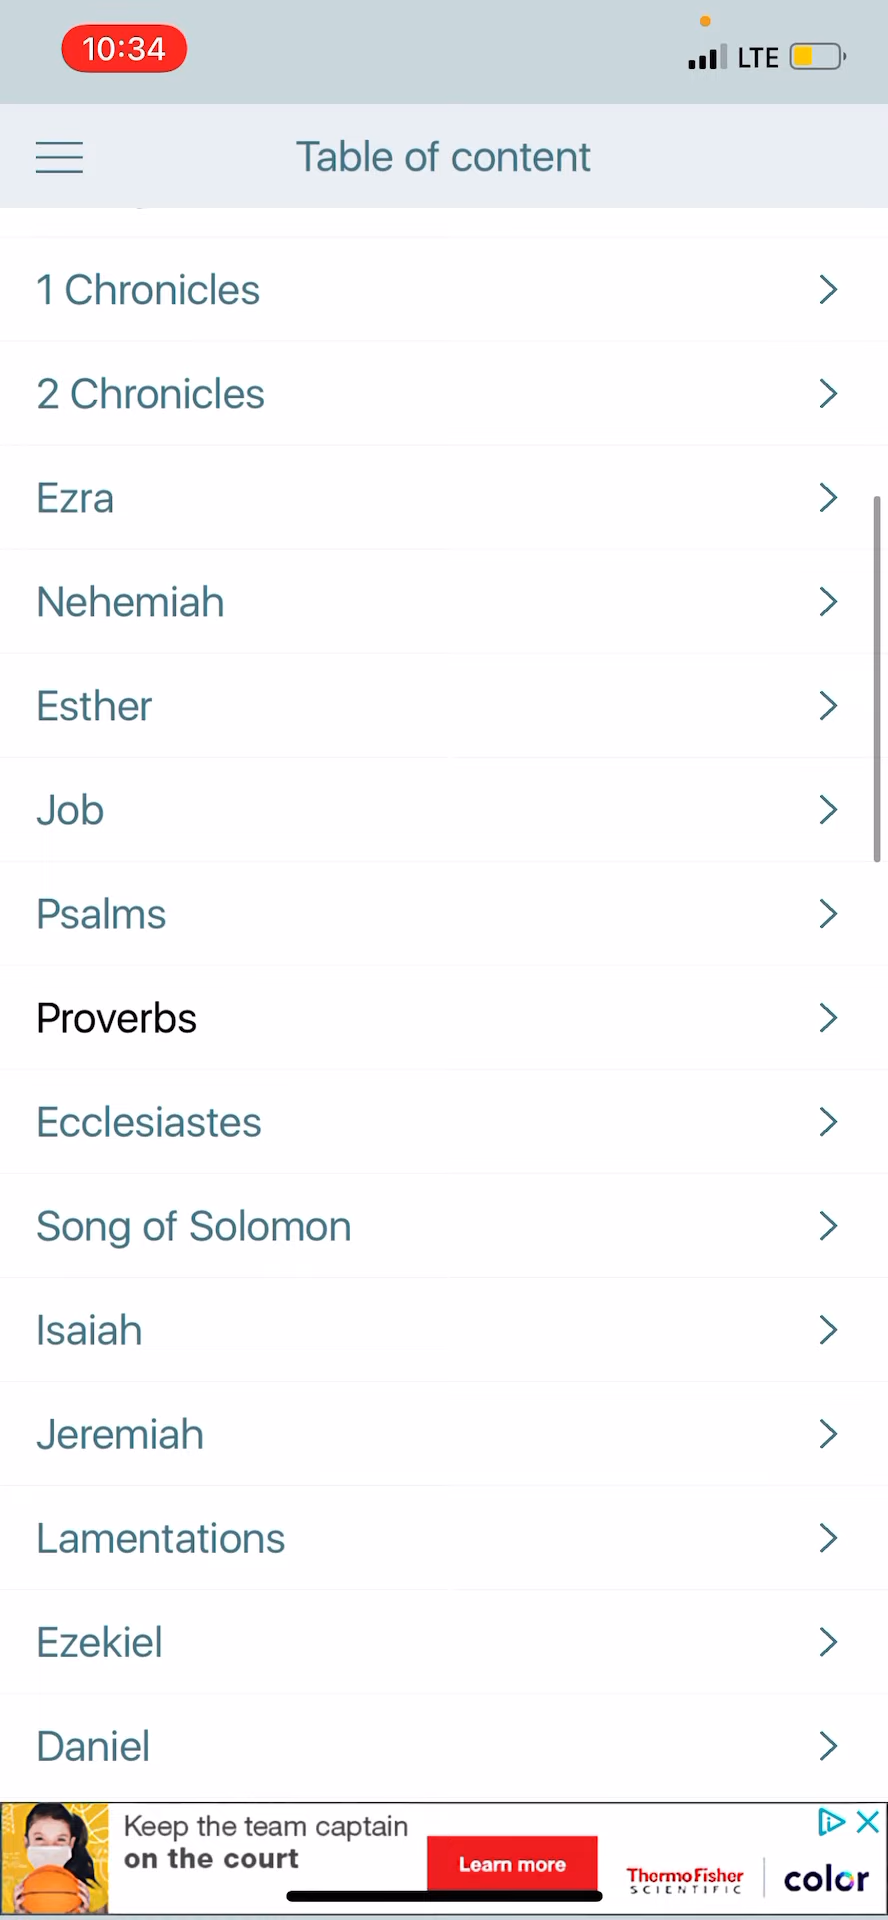 10:34
LTE
Table of content
1 Chronicles
2 Chronicles
Ezra
Nehemiah
Esther
Job
Psalms
Proverbs
Ecclesiastes
Song of Solomon
Isaiah
Jeremiah
Lamentations
Ezekiel
Daniel
Keep the team captain
on the court
Learn more
ThermoFisher
SCIENTIFIC
color